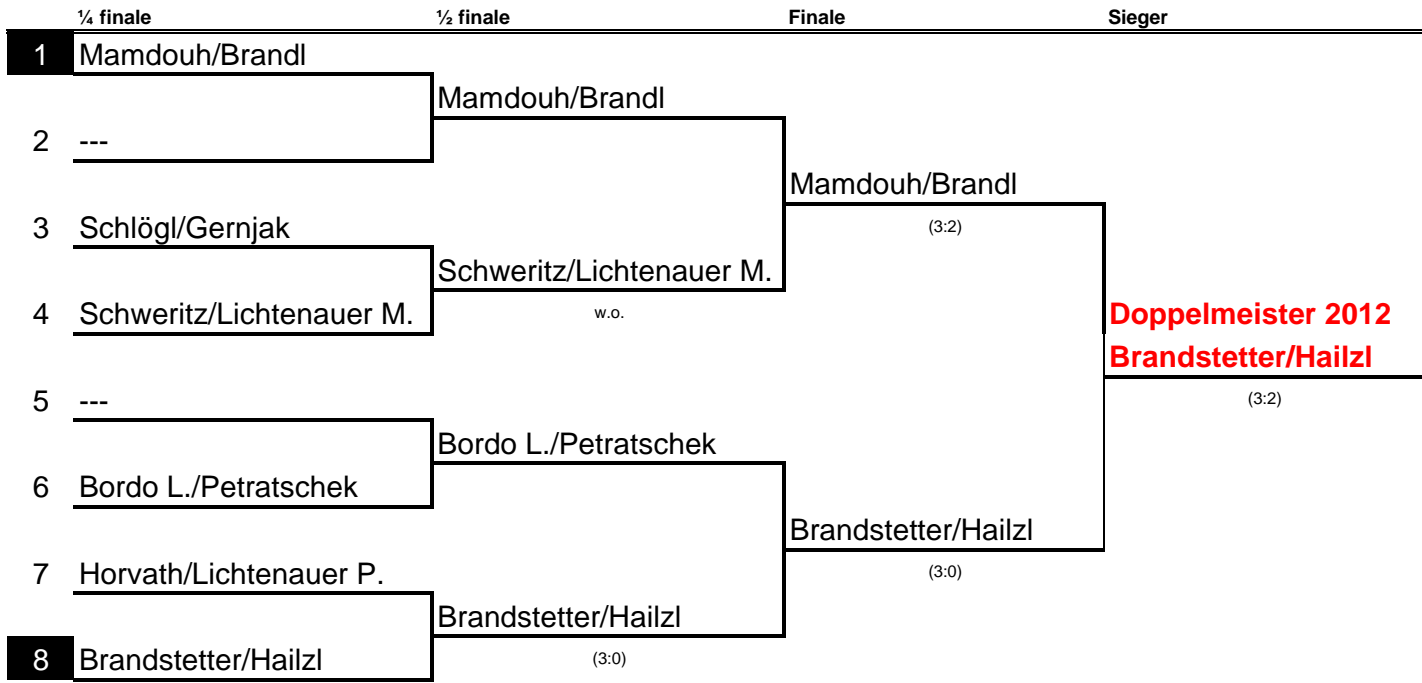 ¼ finale ½ finale Finale Sieger
1 Mamdouh/Brandl
Mamdouh/Brandl
2 ---
Mamdouh/Brandl
3 Schlögl/Gernjak (3:2)
Schweritz/Lichtenauer M.
4 Schweritz/Lichtenauer M. w.o. Doppelmeister 2012
Brandstetter/Hailzl
5 --- (3:2)
Bordo L./Petratschek
6 Bordo L./Petratschek
Brandstetter/Hailzl
7 Horvath/Lichtenauer P. (3:0)
Brandstetter/Hailzl
8 Brandstetter/Hailzl (3:0)